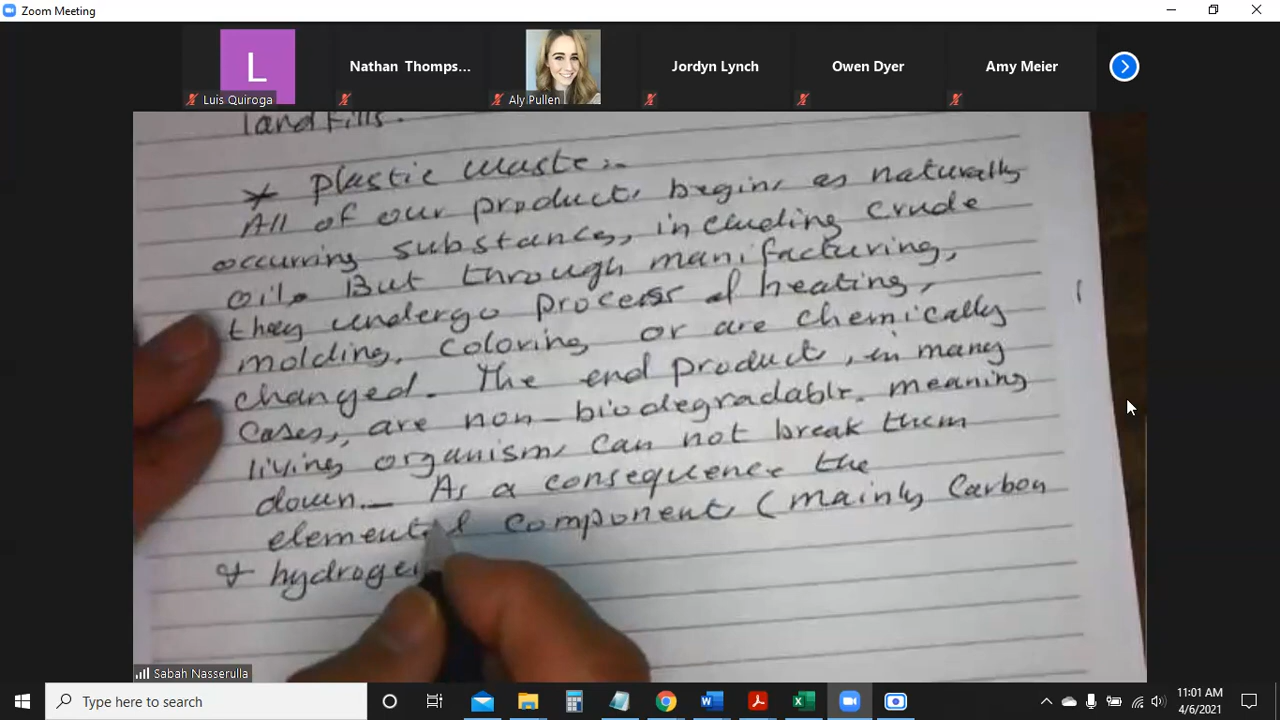 Zoom Meeting
L
Luis Quiroga
Nathan Thomps...
Aly Pullen
Jordyn Lynch
Owen Dyer
Amy Meier
landfills.
* Plastic waste:-
All of our products begins as naturally
occurring substances, including crude
oil. But through manifacturing,
they undergo process of heating,
molding, coloring or are chemically
changed. The end products, in many
cases, are non-biodegradable. meaning
living organisms can not break them
down._ As a consequence the
elemental components (mainly Carbon
& hydrogen
Sabah Nasserulla
Type here to search
11:01 AM
4/6/2021